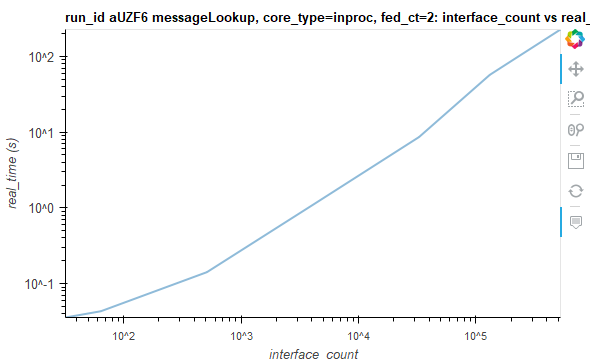 run_id aUZF6 messageLookup, core_type=inproc, fed_ct=2: interface_count vs real_
10^2
10^1
10^0
10^-1
real_time (s)
10^2
10^3
10^4
10^5
interface_count